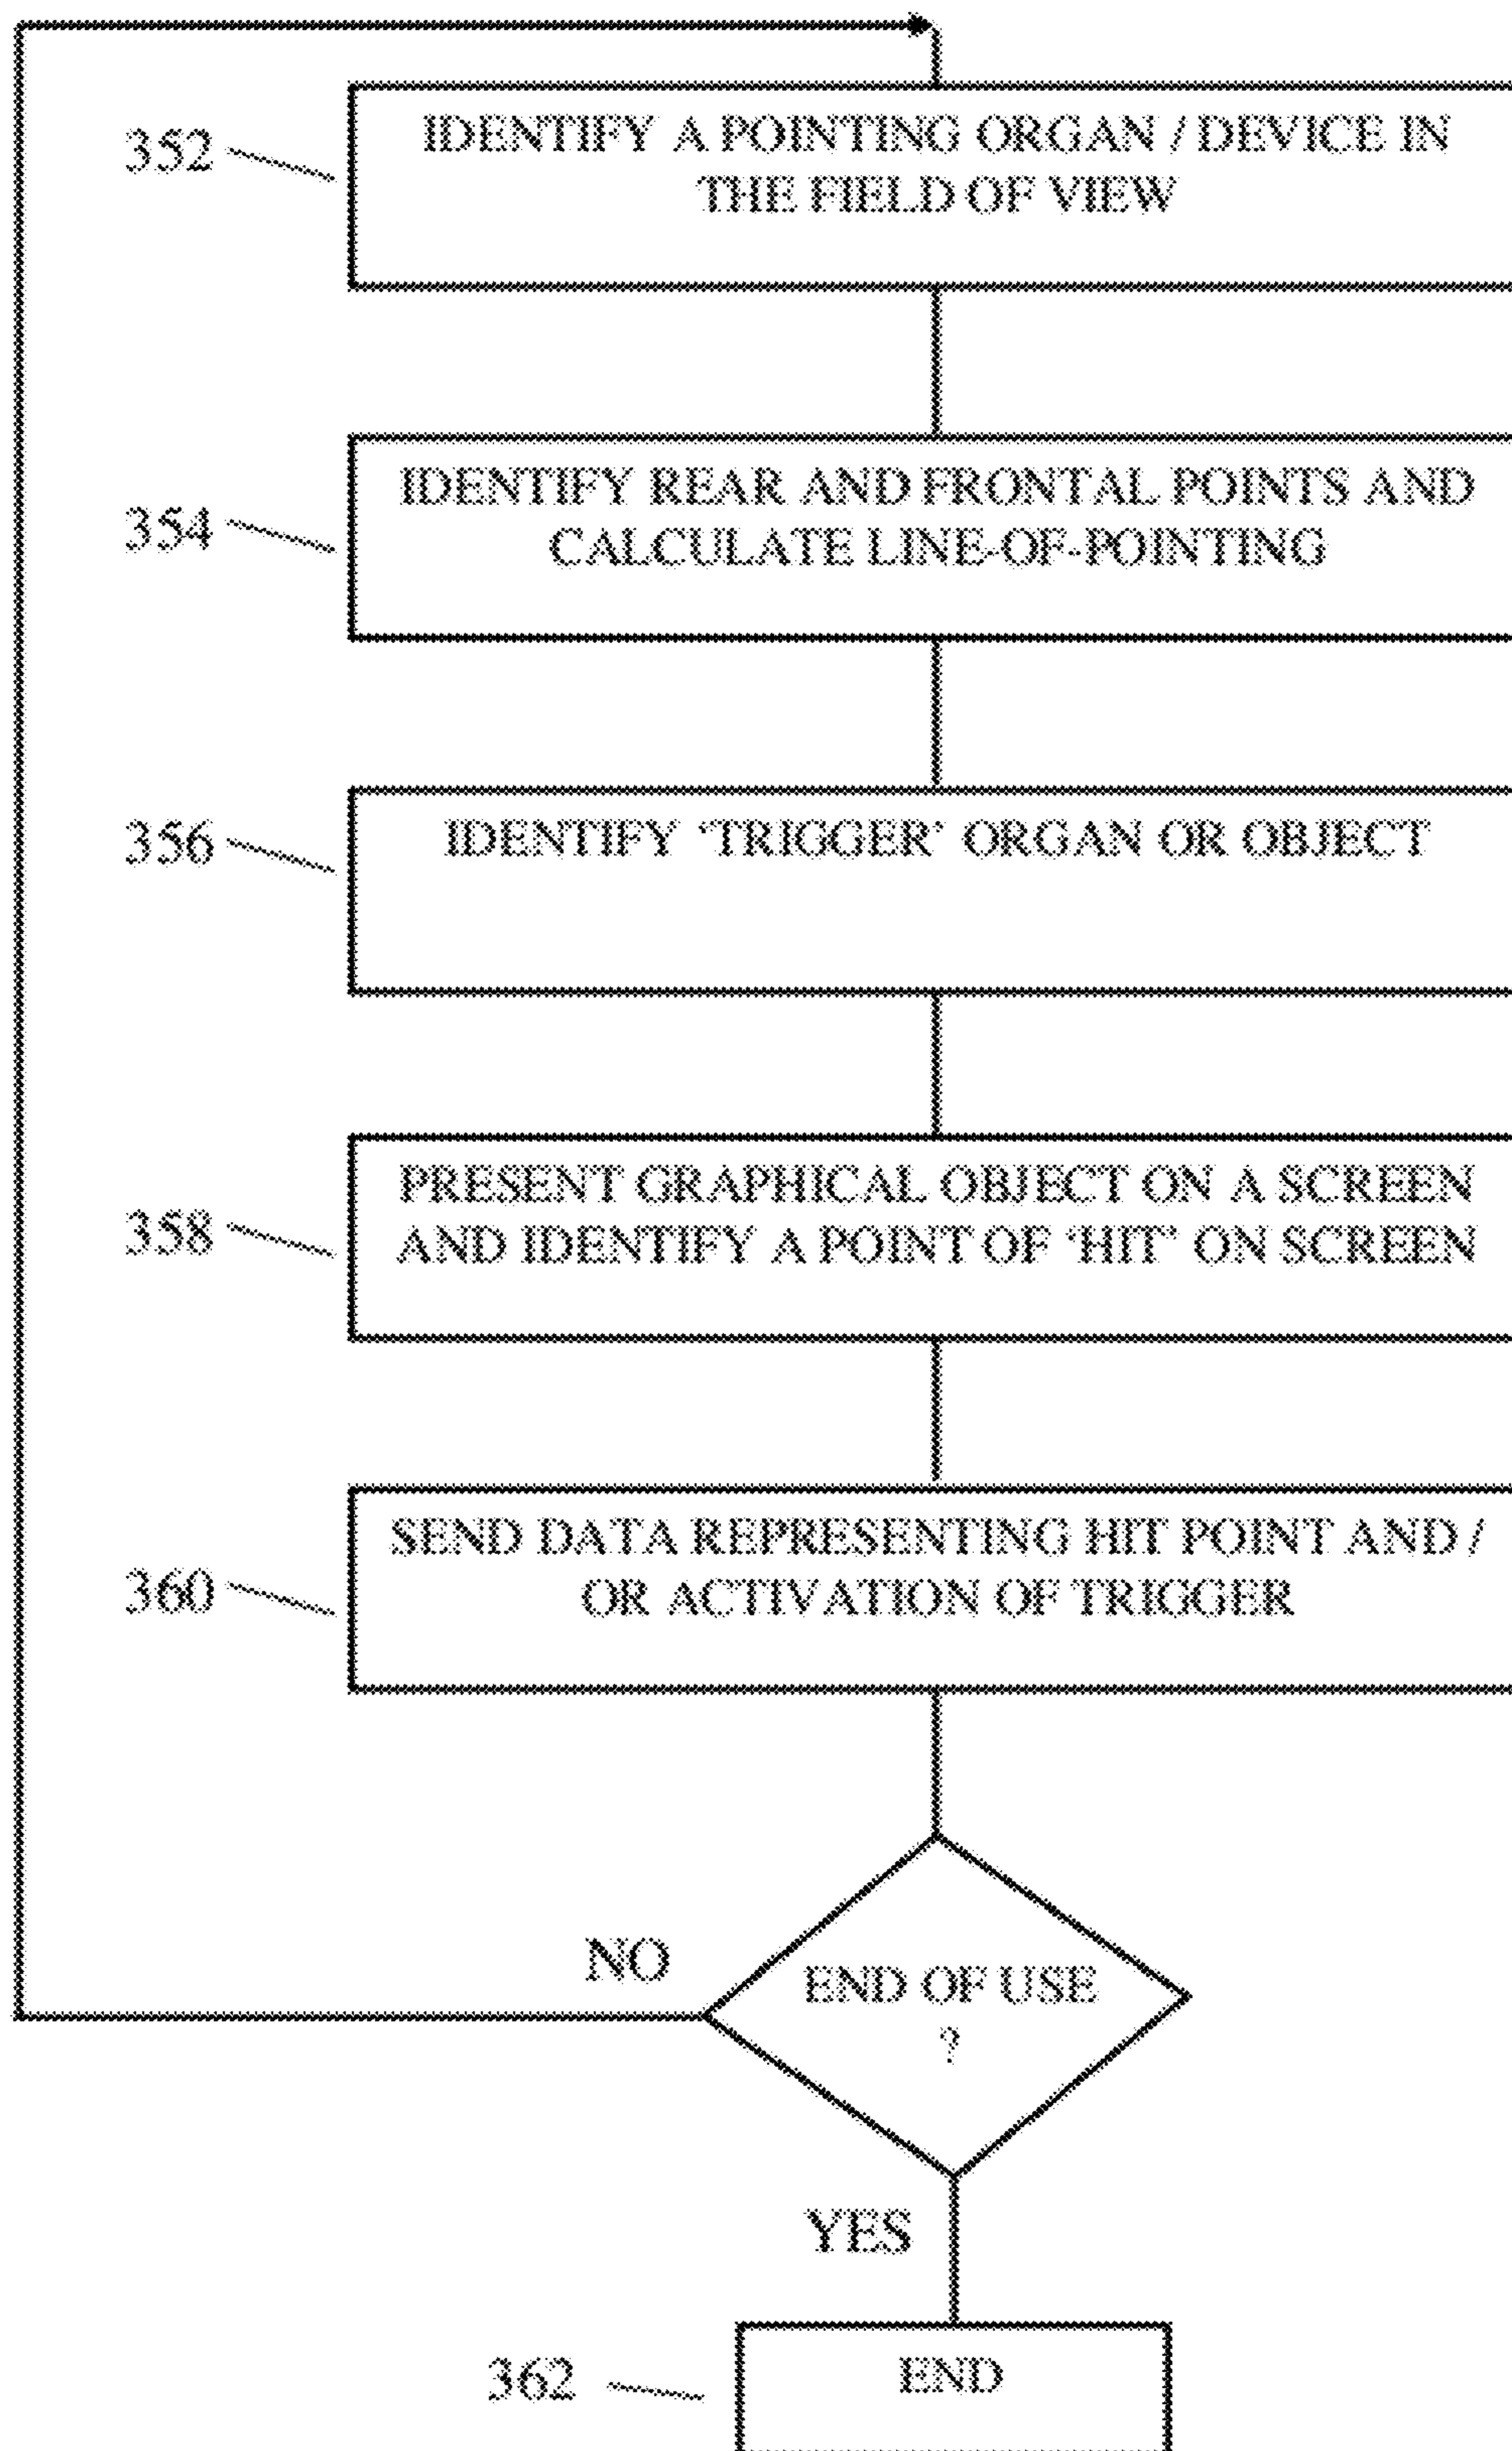 352
IDENTIFY A POINTING ORGAN / DEVICE IN
THE FIELD OF VIEW
354
IDENTIFY REAR AND FRONTAL POINTS AND
CALCULATE LINE-OF-POINTING
356
IDENTIFY ‘TRIGGER’ ORGAN OR OBJECT
358
PRESENT GRAPHICAL OBJECT ON A SCREEN
AND IDENTIFY A POINT OF ‘HIT’ ON SCREEN
360
SEND DATA REPRESENTING HIT POINT AND /
OR ACTIVATION OF TRIGGER
NO
END OF USE
?
YES
362
END